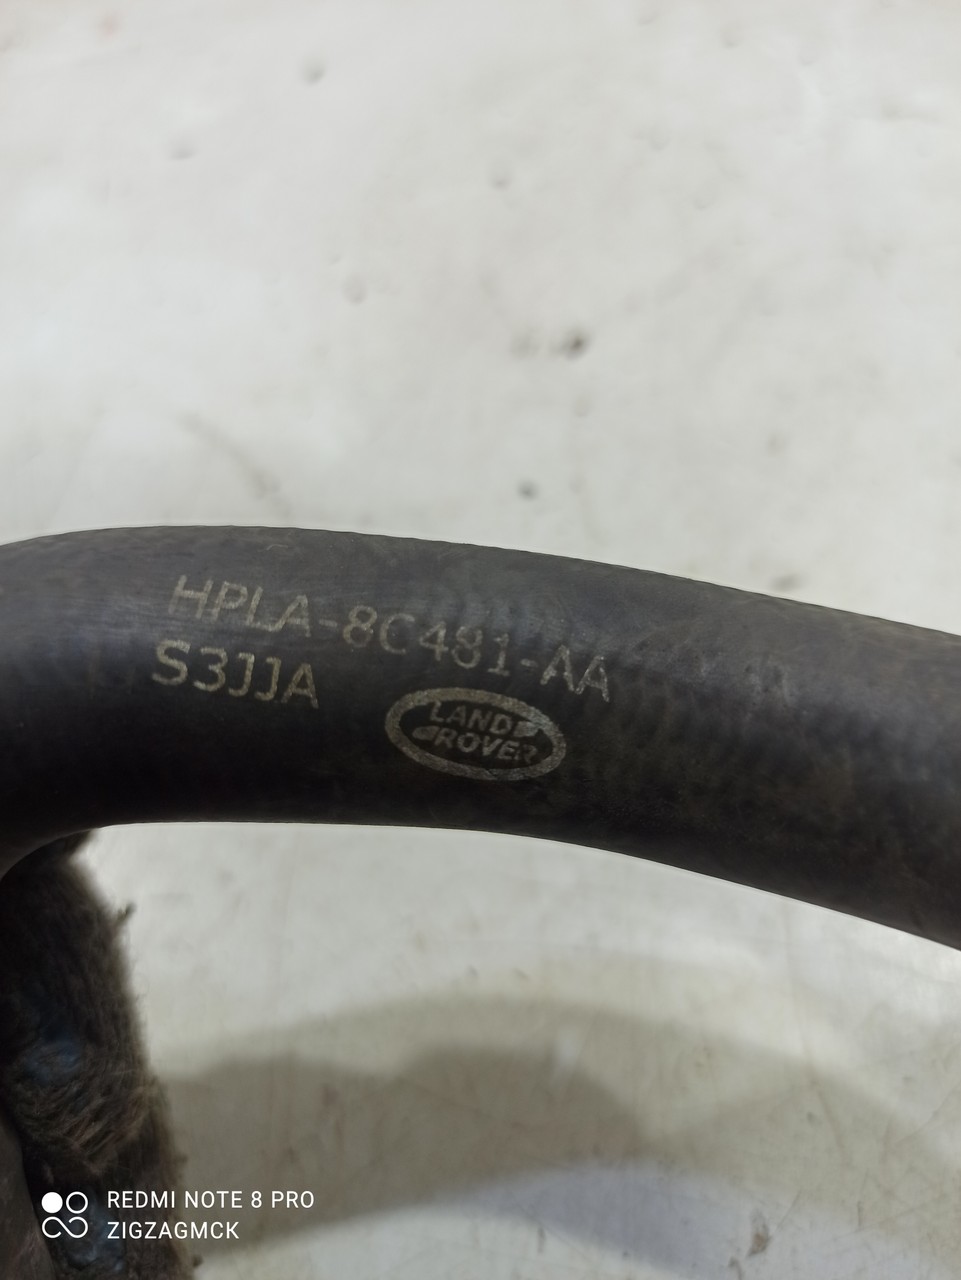 HPLA-8C481-AA
S3JJA
LAND
ROVER
REDMI NOTE 8 PRO
ZIGZAGMCK